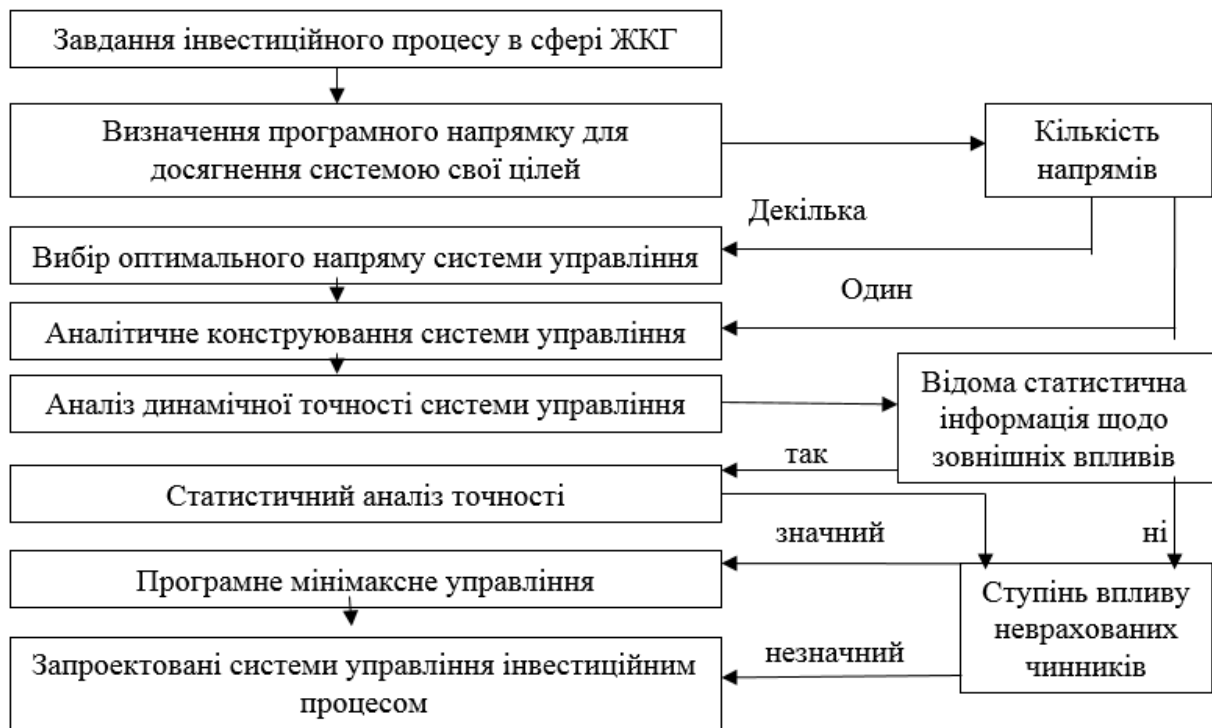 Завдання інвестиційного процесу в сфері ЖКГ
Визначення програмного напрямку для
досягнення системою свої цілей
Кількість
напрямів
Декілька
Вибір оптимального напряму системи управління
Один
Аналітичне конструювання системи управління
Аналіз динамічної точності системи управління
Відома статистична
інформація щодо
зовнішніх впливів
так
Статистичний аналіз точності
значний
ні
Програмне мінімаксне управління
Ступінь впливу
неврахованих
чинників
незначний
Запроектовані системи управління інвестиційним
процесом